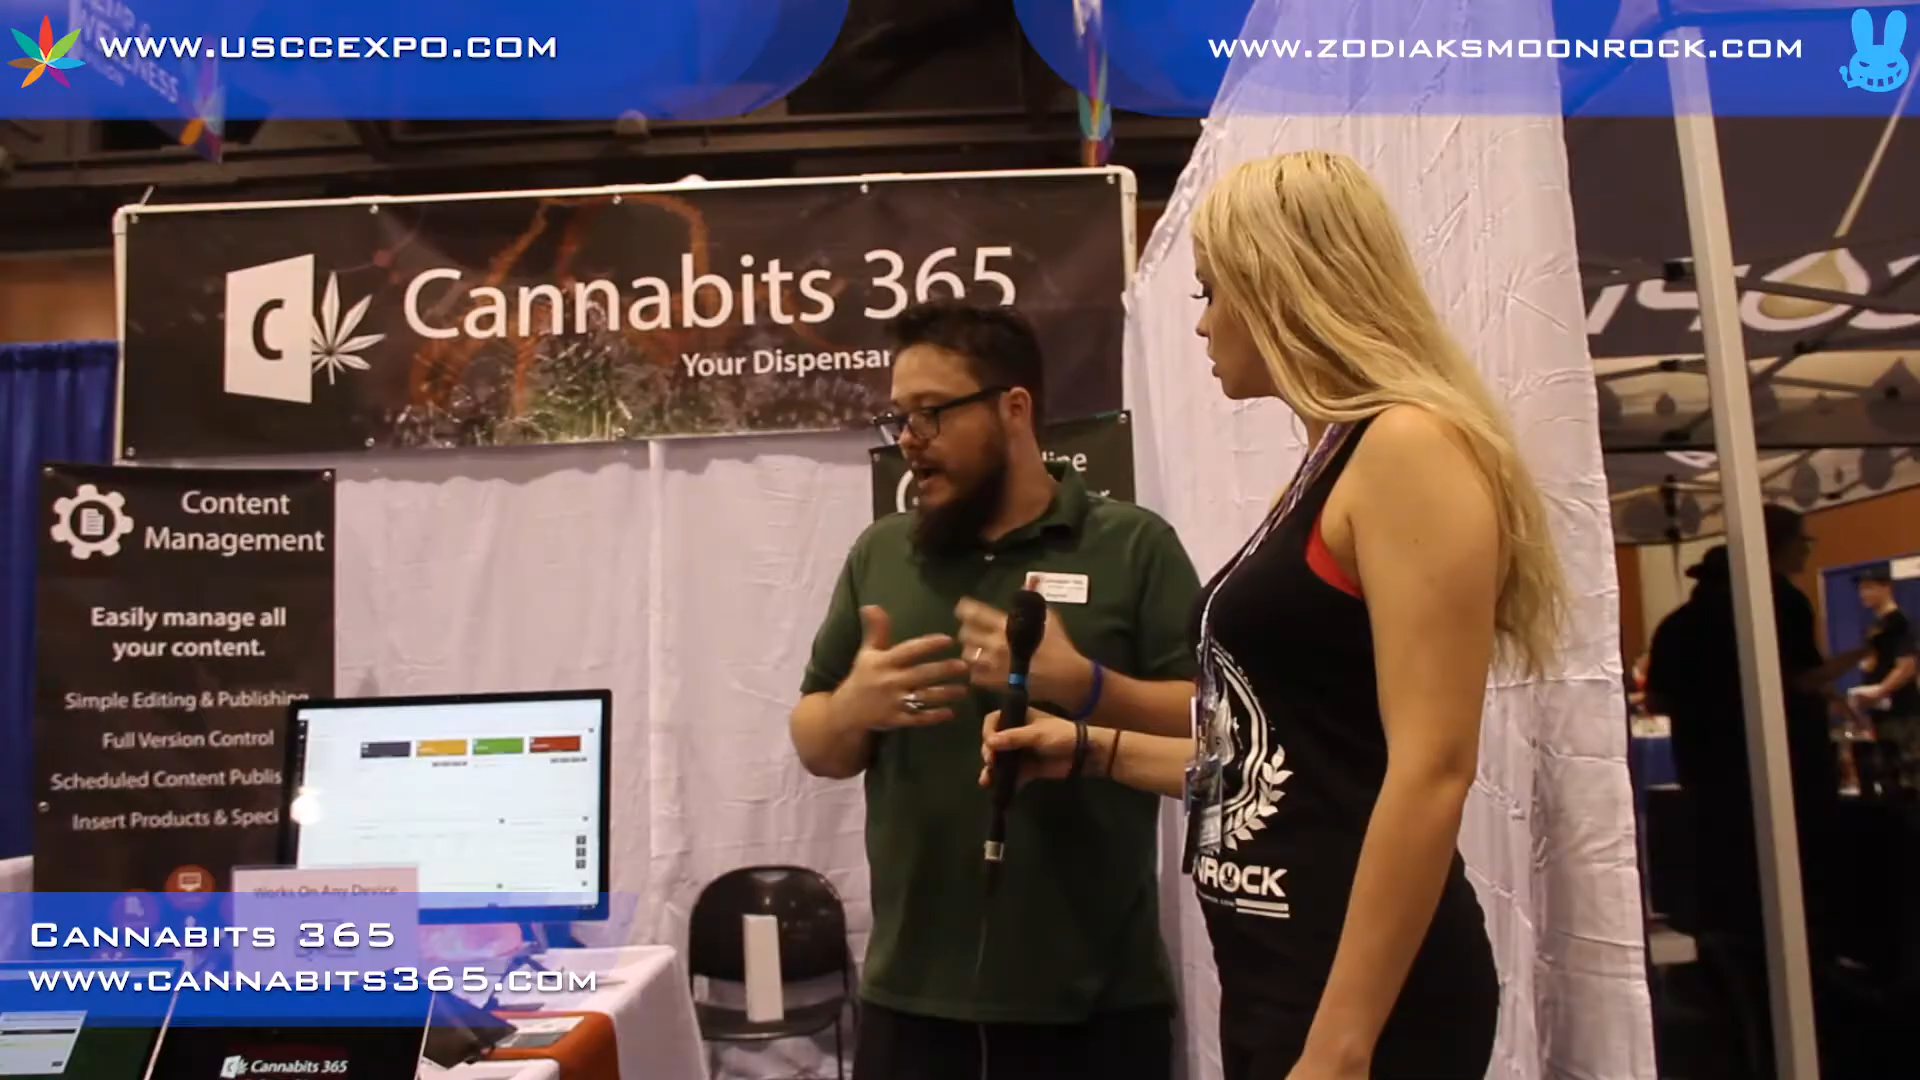 www.usccexpo.com
www.zodiaksmoonrock.com
Cannabits 365
Your Dispensar
C
Content
Management
Easily manage all
your content.
Simple Editing & Publishing
Full Version Control
Scheduled Content Publis
Insert Products & Speci
Works On Any Device
NROCK
Cannabits 365
www.cannabits365.com
Cannabits 365